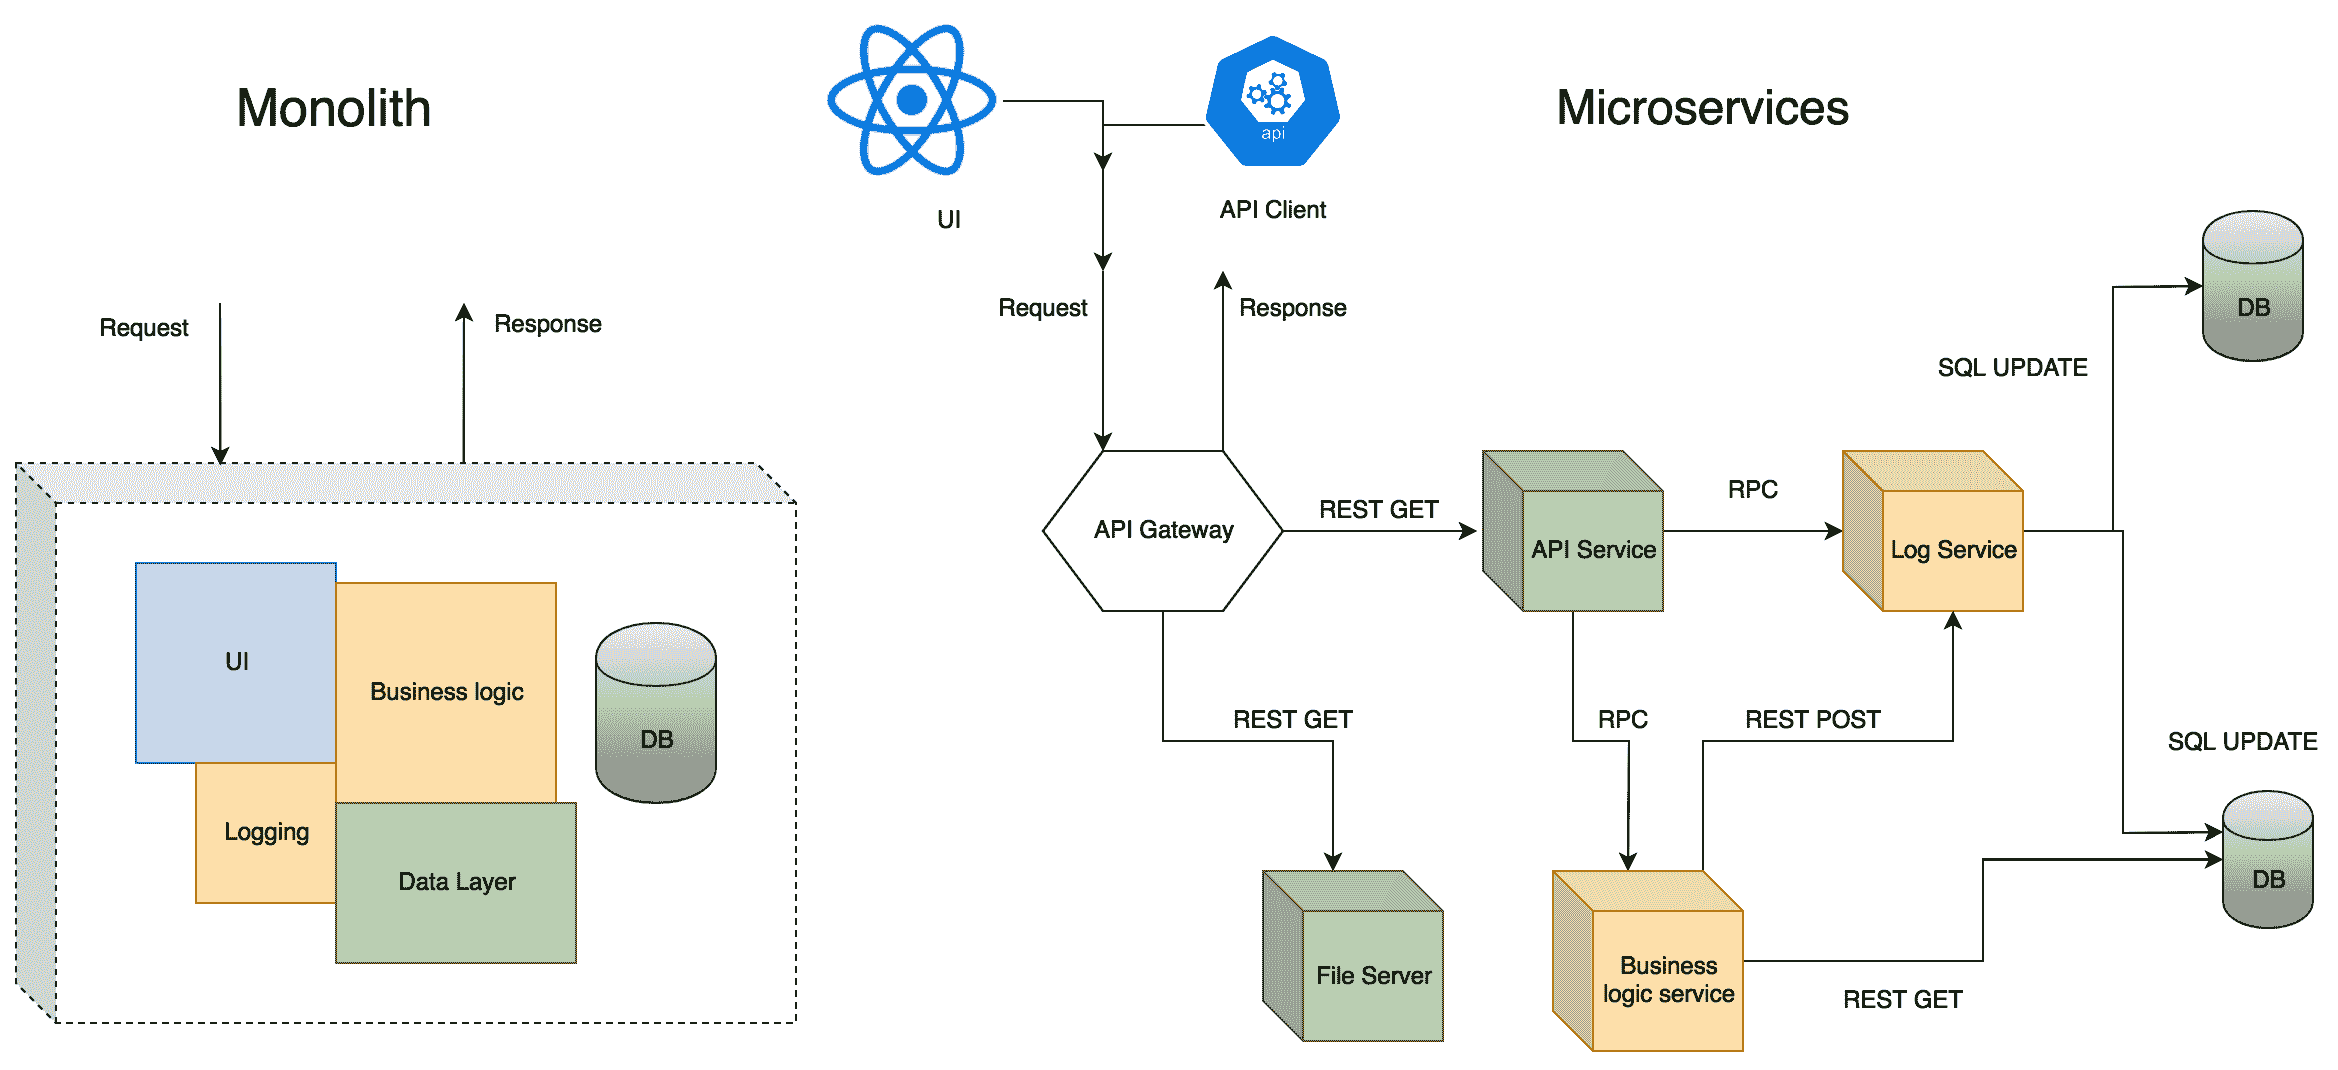 Monolith
Microservices
api
UI
API Client
Request
Response
Request
Response
DB
SQL UPDATE
API Gateway
REST GET
API Service
RPC
Log Service
UI
Business logic
DB
REST GET
RPC
REST POST
SQL UPDATE
Logging
Data Layer
DB
File Server
Business
logic service
REST GET